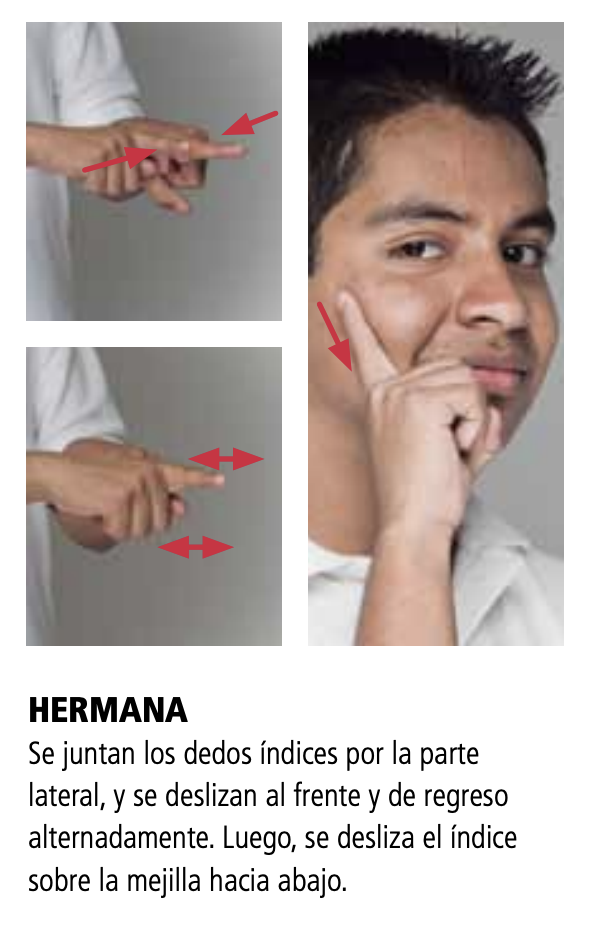 HERMANA
Se juntan los dedos índices por la parte
lateral, y se deslizan al frente y de regreso
alternadamente. Luego, se desliza el índice
sobre la mejilla hacia abajo.